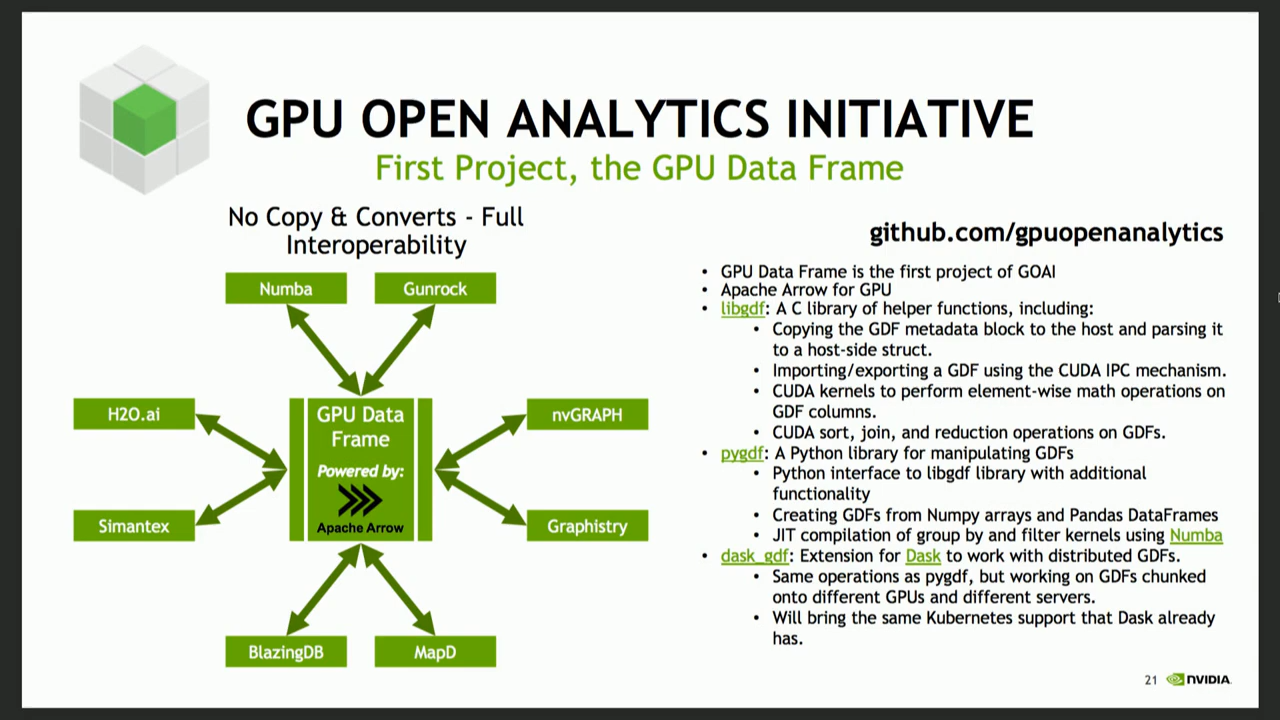 GPU OPEN ANALYTICS INITIATIVE
First Project, the GPU Data Frame
No Copy & Converts - Full
Interoperability
Numba
Gunrock
H2O.ai
GPU Data
Frame
Powered by:
Apache Arrow
nvGRAPH
Simantex
Graphistry
BlazingDB
MapD
github.com/gpuopenanalytics
• GPU Data Frame is the first project of GOAI
• Apache Arrow for GPU
• libgdf: A C library of helper functions, including:
• Copying the GDF metadata block to the host and parsing it
to a host-side struct.
• Importing/exporting a GDF using the CUDA IPC mechanism.
• CUDA kernels to perform element-wise math operations on
GDF columns.
• CUDA sort, join, and reduction operations on GDFs.
• pygdf: A Python library for manipulating GDFs
• Python interface to libgdf library with additional
functionality
• Creating GDFs from Numpy arrays and Pandas DataFrames
• JIT compilation of group by and filter kernels using Numba
• dask_gdf: Extension for Dask to work with distributed GDFs.
• Same operations as pygdf, but working on GDFs chunked
onto different GPUs and different servers.
• Will bring the same Kubernetes support that Dask already
has.
21 NVIDIA.